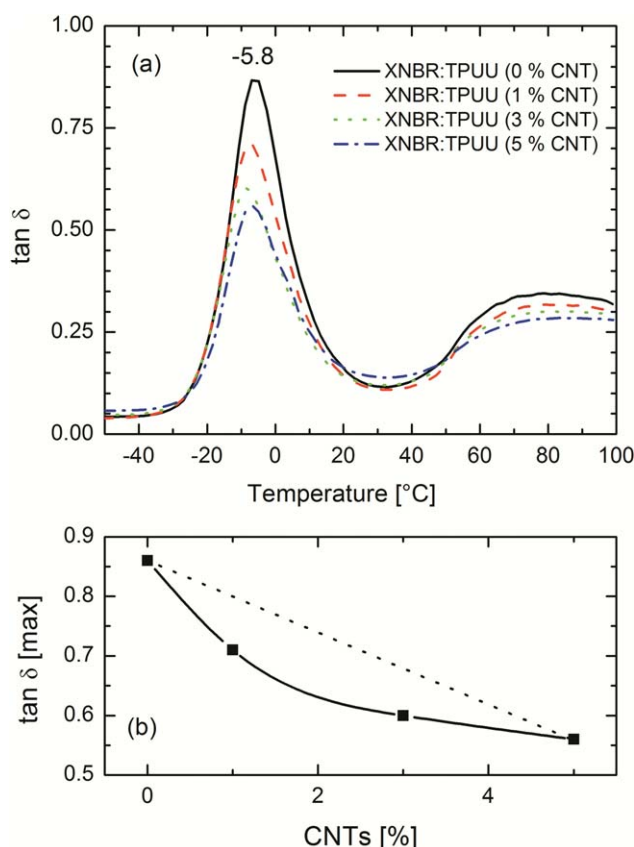 1.00
(a)
-5.8
XNBR:TPUU (0 % CNT)
XNBR:TPUU (1 % CNT)
XNBR:TPUU (3 % CNT)
XNBR:TPUU (5 % CNT)
0.75
0.50
0.25
0.00
tan δ
-40 -20 0 20 40 60 80 100
Temperature [°C]
0.9
0.8
0.7
0.6
0.5
tan δ [max]
(b)
0 2 4
CNTs [%]